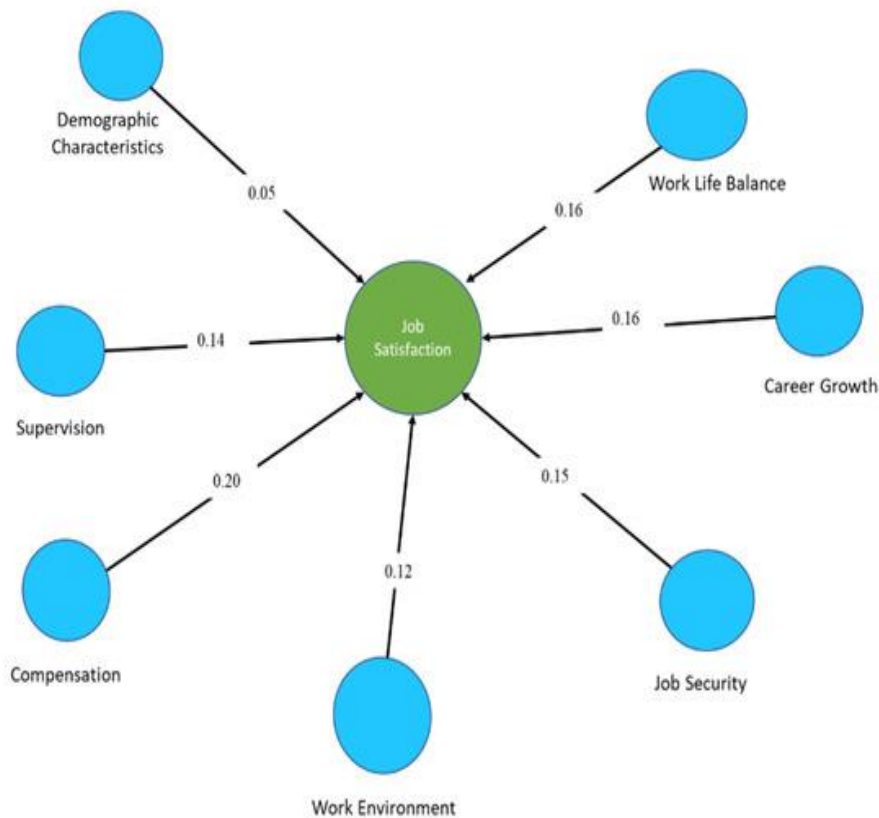 Demographic
Characteristics
Work Life Balance
0.05
0.16
Job
Satisfaction
0.14
0.16
Career Growth
Supervision
0.20
0.15
0.12
Compensation
Job Security
Work Environment